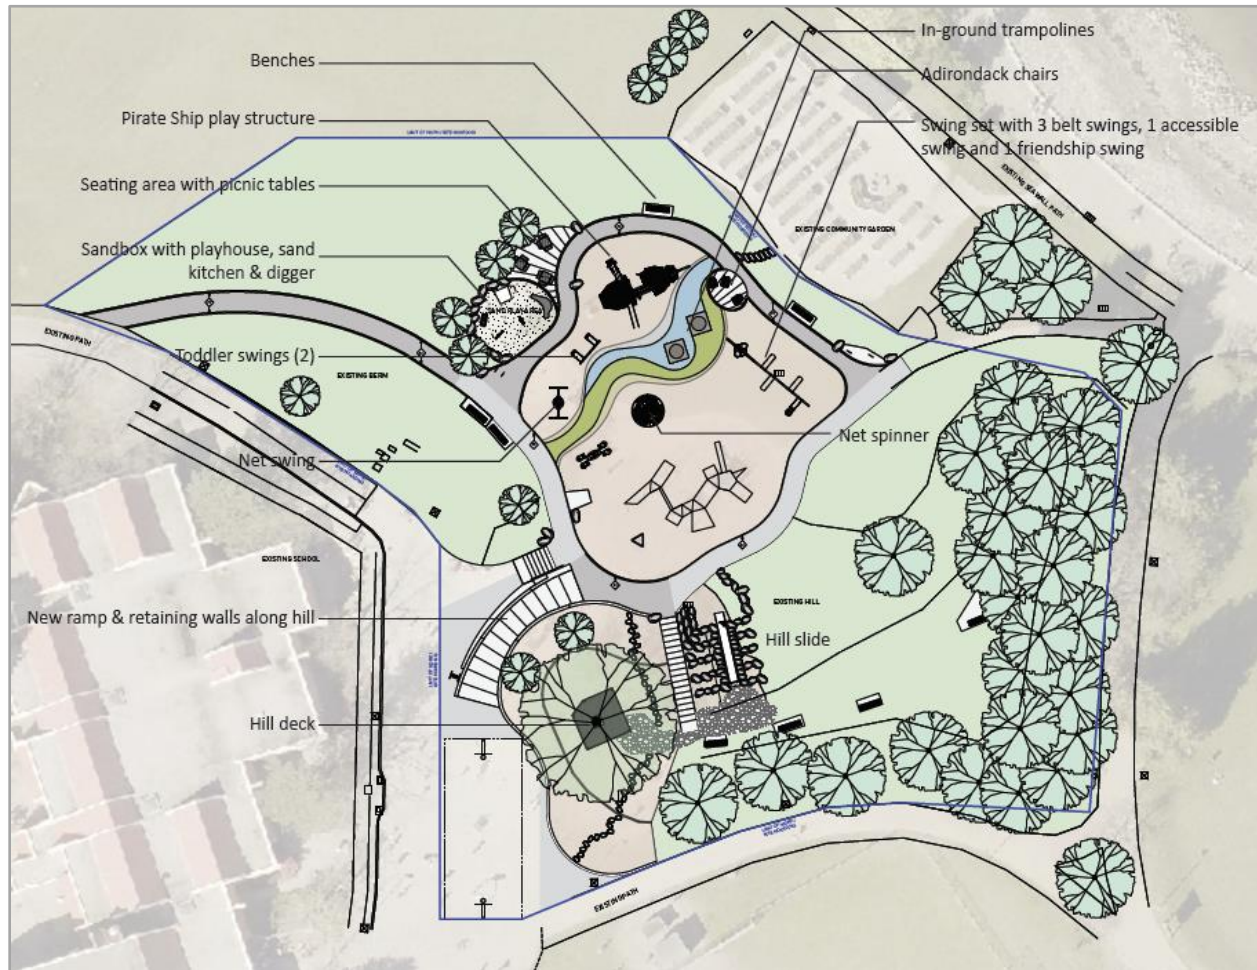 In-ground trampolines
Benches
Adirondack chairs
Pirate Ship play structure
Swing set with 3 belt swings, 1 accessible
swing and 1 friendship swing
Seating area with picnic tables
EXISTING SEA WALL PATH
EXISTING COMMUNITY GARDEN
Sandbox with playhouse, sand
kitchen & digger
SAND PLAY AREA
EXISTING PATH
Toddler swings (2)
EXISTING BERM
Net spinner
Net swing
EXISTING SCHOOL
New ramp & retaining walls along hill
EXISTING HILL
Hill slide
Hill deck
EXISTING PATH